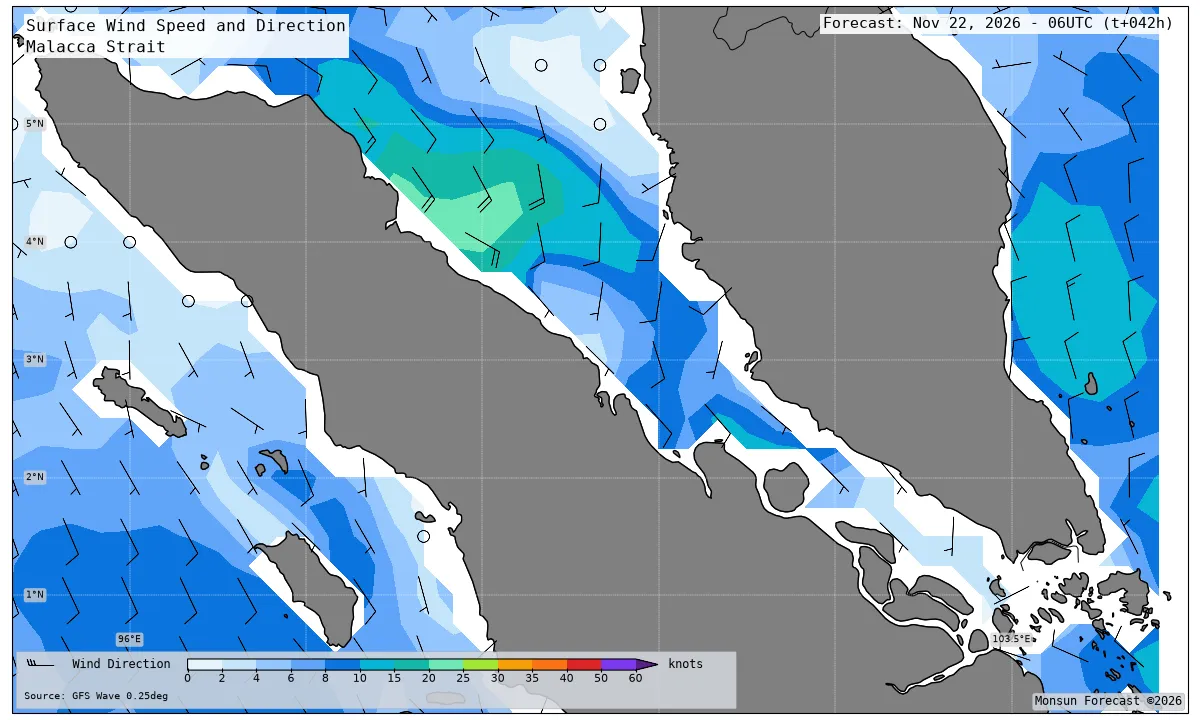 Surface Wind Speed and Direction
Malacca Strait
Forecast: Nov 22, 2026 - 06UTC (t+042h)
5°N
4°N
3°N
2°N
1°N
96°E
103.5°E
Wind Direction
knots
0 2 4 6 8 10 15 20 25 30 35 40 50 60
Source: GFS Wave 0.25deg
Monsun Forecast ©2026